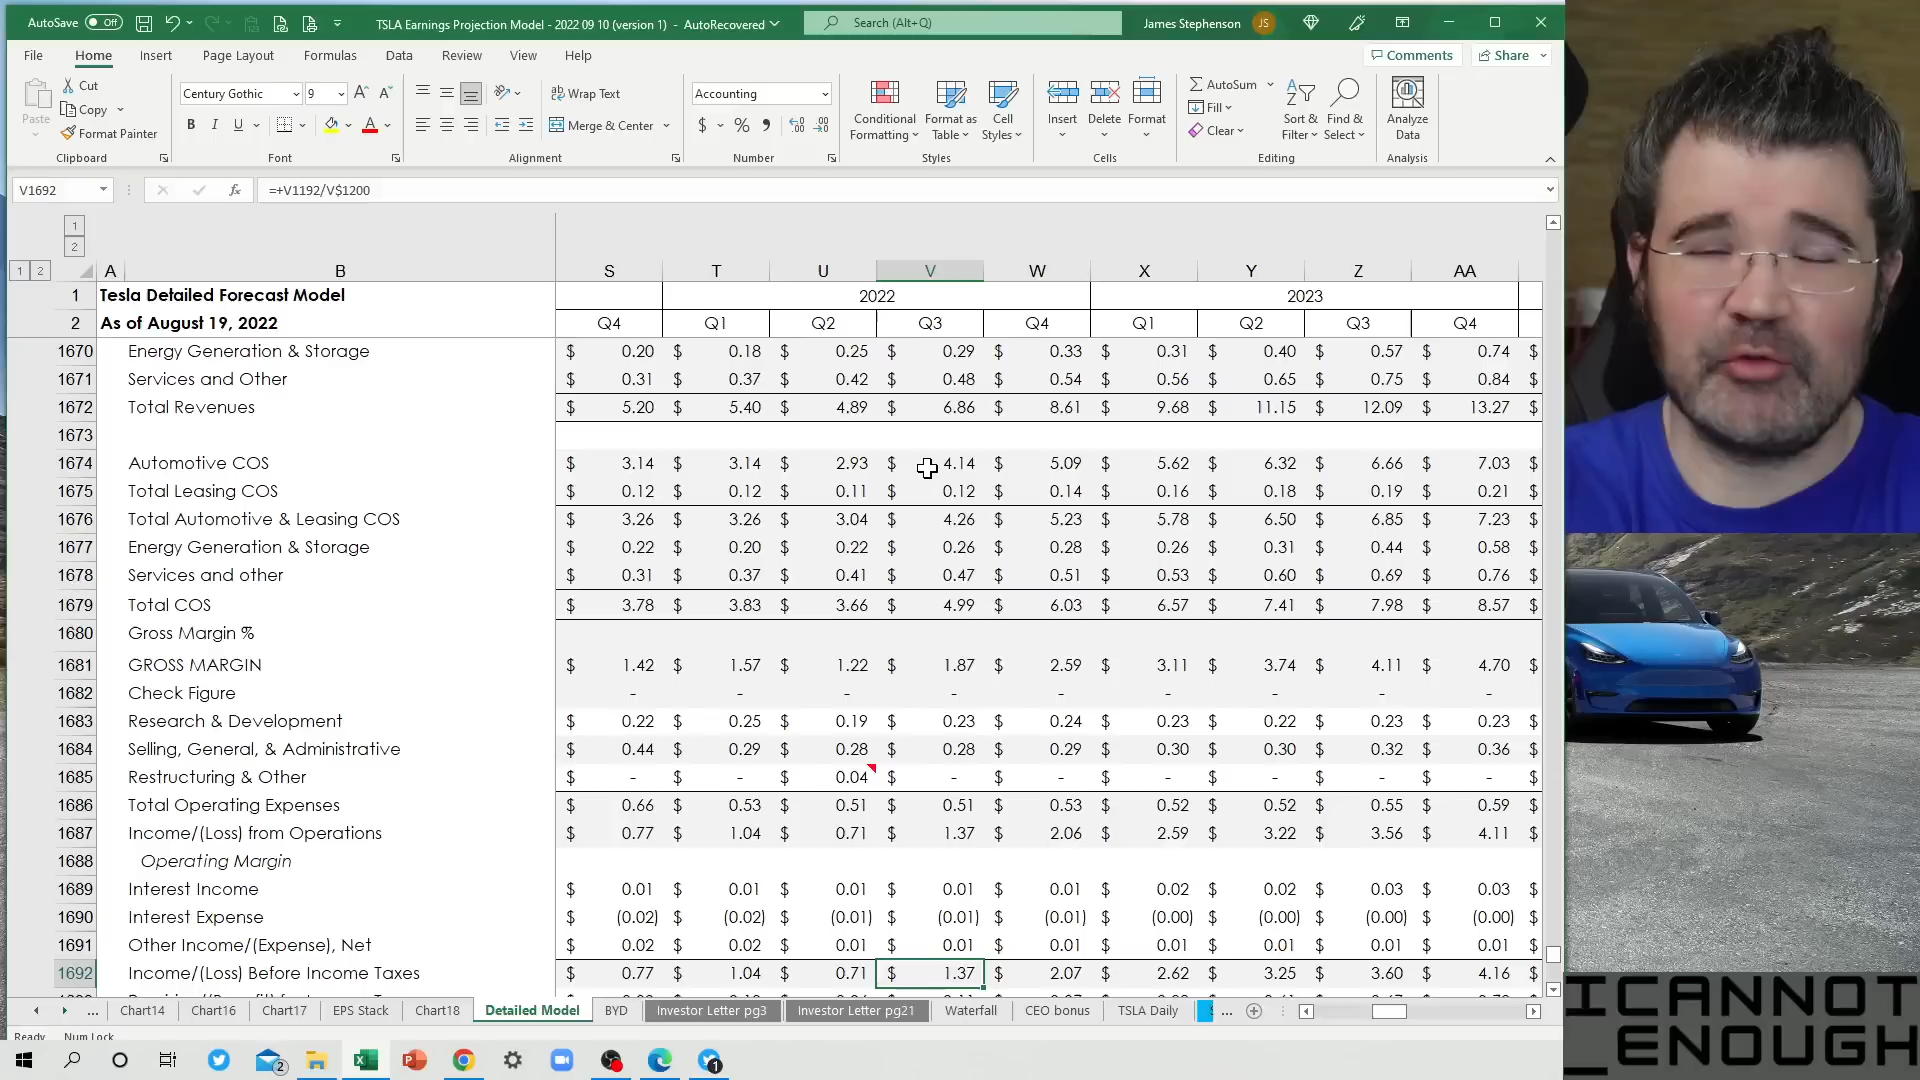 AutoSave Off TSLA Earnings Projection Model - 2022 09 10 (version 1) - AutoRecovered Search (Alt+Q) James Stephenson JS
File Home Insert Page Layout Formulas Data Review View Help Comments Share
Paste Cut Copy Format Painter Clipboard
Century Gothic 9 A A B I U A Font
ab Wrap Text Merge & Center Alignment
Accounting $ % Number
Conditional Formatting Format as Table Cell Styles Styles
Insert Delete Format Cells
AutoSum Fill Clear Sort & Filter Find & Select Editing
Analyze Data Analysis
V1692 fx =+V1192/V$1200
1
2
1 2 A B S T U V W X Y Z AA
1 Tesla Detailed Forecast Model 2022 2023
2 As of August 19, 2022 Q4 Q1 Q2 Q3 Q4 Q1 Q2 Q3 Q4
1670 Energy Generation & Storage $ 0.20 $ 0.18 $ 0.25 $ 0.29 $ 0.33 $ 0.31 $ 0.40 $ 0.57 $ 0.74 $
1671 Services and Other $ 0.31 $ 0.37 $ 0.42 $ 0.48 $ 0.54 $ 0.56 $ 0.65 $ 0.75 $ 0.84 $
1672 Total Revenues $ 5.20 $ 5.40 $ 4.89 $ 6.86 $ 8.61 $ 9.68 $ 11.15 $ 12.09 $ 13.27 $
1673
1674 Automotive COS $ 3.14 $ 3.14 $ 2.93 $ 4.14 $ 5.09 $ 5.62 $ 6.32 $ 6.66 $ 7.03 $
1675 Total Leasing COS $ 0.12 $ 0.12 $ 0.11 $ 0.12 $ 0.14 $ 0.16 $ 0.18 $ 0.19 $ 0.21 $
1676 Total Automotive & Leasing COS $ 3.26 $ 3.26 $ 3.04 $ 4.26 $ 5.23 $ 5.78 $ 6.50 $ 6.85 $ 7.23 $
1677 Energy Generation & Storage $ 0.22 $ 0.20 $ 0.22 $ 0.26 $ 0.28 $ 0.26 $ 0.31 $ 0.44 $ 0.58 $
1678 Services and other $ 0.31 $ 0.37 $ 0.41 $ 0.47 $ 0.51 $ 0.53 $ 0.60 $ 0.69 $ 0.76 $
1679 Total COS $ 3.78 $ 3.83 $ 3.66 $ 4.99 $ 6.03 $ 6.57 $ 7.41 $ 7.98 $ 8.57 $
1680 Gross Margin %
1681 GROSS MARGIN $ 1.42 $ 1.57 $ 1.22 $ 1.87 $ 2.59 $ 3.11 $ 3.74 $ 4.11 $ 4.70 $
1682 Check Figure - - - - - - - - -
1683 Research & Development $ 0.22 $ 0.25 $ 0.19 $ 0.23 $ 0.24 $ 0.23 $ 0.22 $ 0.23 $ 0.23 $
1684 Selling, General, & Administrative $ 0.44 $ 0.29 $ 0.28 $ 0.28 $ 0.29 $ 0.30 $ 0.30 $ 0.32 $ 0.36 $
1685 Restructuring & Other $ - $ - $ 0.04 $ - $ - $ - $ - $ - $ - $
1686 Total Operating Expenses $ 0.66 $ 0.53 $ 0.51 $ 0.51 $ 0.53 $ 0.52 $ 0.52 $ 0.55 $ 0.59 $
1687 Income/(Loss) from Operations $ 0.77 $ 1.04 $ 0.71 $ 1.37 $ 2.06 $ 2.59 $ 3.22 $ 3.56 $ 4.11 $
1688 Operating Margin
1689 Interest Income $ 0.01 $ 0.01 $ 0.01 $ 0.01 $ 0.01 $ 0.02 $ 0.02 $ 0.03 $ 0.03 $
1690 Interest Expense $ (0.02) $ (0.02) $ (0.01) $ (0.01) $ (0.01) $ (0.00) $ (0.00) $ (0.00) $ (0.00) $
1691 Other Income/(Expense), Net $ 0.02 $ 0.02 $ 0.01 $ 0.01 $ 0.01 $ 0.01 $ 0.01 $ 0.01 $ 0.01 $
1692 Income/(Loss) Before Income Taxes $ 0.77 $ 1.04 $ 0.71 $ 1.37 $ 2.07 $ 2.62 $ 3.25 $ 3.60 $ 4.16 $
... Chart14 Chart16 Chart17 EPS Stack Chart18 Detailed Model BYD Investor Letter pg3 Investor Letter pg21 Waterfall CEO bonus TSLA Daily ...
Ready Num Lock
2 1
ICANNOT
_ENOUGH